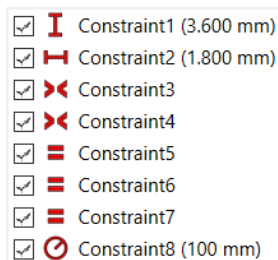 Constraint1 (3.600 mm)
Constraint2 (1.800 mm)
Constraint3
Constraint4
Constraint5
Constraint6
Constraint7
Constraint8 (100 mm)